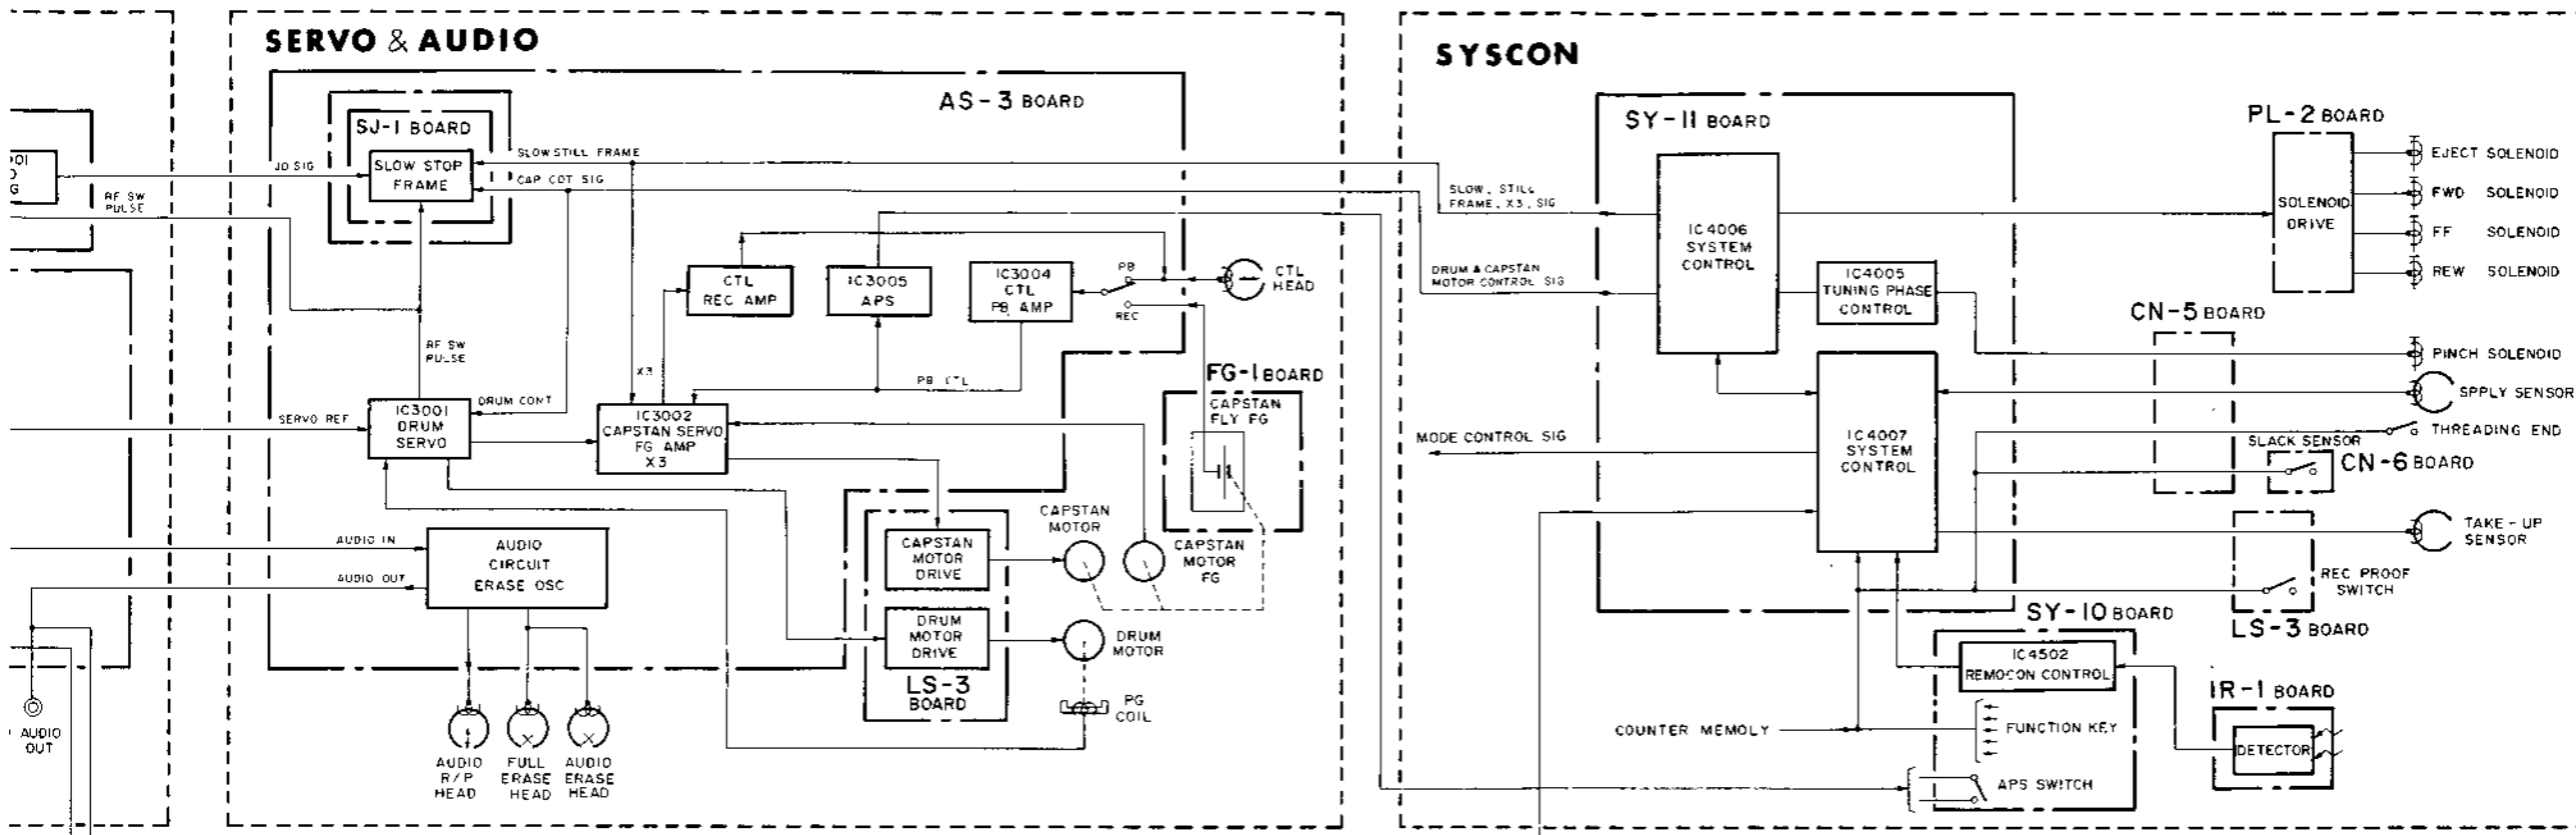 SERVO & AUDIO
AS-3 BOARD
SJ-1 BOARD
SLOW STOP
FRAME
JD SIG
RF SW
PULSE
SLOW STILL FRAME
CAP COT SIG
CTL
REC AMP
IC3005
APS
IC3004
CTL
PB AMP
PB
REC
CTL
HEAD
RF SW
PULSE
X3
PB CTL
FG-1 BOARD
CAPSTAN
FLY FG
SERVO REF
IC3001
DRUM
SERVO
DRUM CONT
IC3002
CAPSTAN SERVO
FG AMP
X3
AUDIO IN
AUDIO OUT
AUDIO
CIRCUIT
ERASE OSC
CAPSTAN
MOTOR
DRIVE
CAPSTAN
MOTOR
CAPSTAN
MOTOR
FG
DRUM
MOTOR
DRIVE
DRUM
MOTOR
LS-3
BOARD
PG
COIL
AUDIO
OUT
AUDIO
R/P
HEAD
FULL
ERASE
HEAD
AUDIO
ERASE
HEAD
SYSCON
SY-11 BOARD
SLOW, STILL
FRAME, X3, SIG
DRUM & CAPSTAN
MOTOR CONTROL SIG
IC4006
SYSTEM
CONTROL
IC4005
TUNING PHASE
CONTROL
IC4007
SYSTEM
CONTROL
MODE CONTROL SIG
PL-2 BOARD
SOLENOID
DRIVE
EJECT SOLENOID
FWD SOLENOID
FF SOLENOID
REW SOLENOID
CN-5 BOARD
PINCH SOLENOID
SPPLY SENSOR
THREADING END
SLACK SENSOR
CN-6 BOARD
TAKE-UP
SENSOR
REC PROOF
SWITCH
LS-3 BOARD
SY-10 BOARD
IC4502
REMOCON CONTROL
COUNTER MEMOLY
FUNCTION KEY
APS SWITCH
IR-1 BOARD
DETECTOR